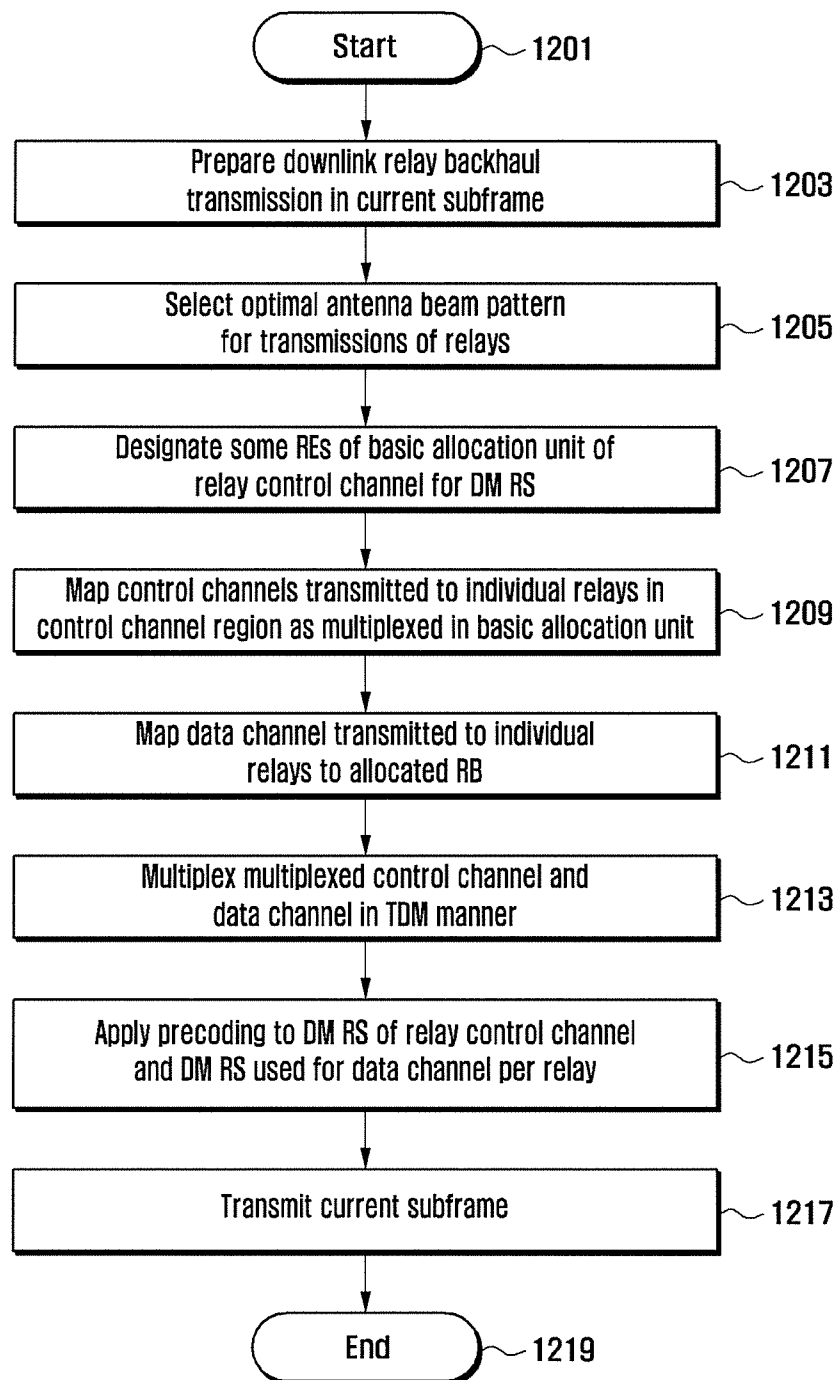 Start
1201
Prepare downlink relay backhaul
transmission in current subframe
1203
Select optimal antenna beam pattern
for transmissions of relays
1205
Designate some REs of basic allocation unit of
relay control channel for DM RS
1207
Map control channels transmitted to individual relays in
control channel region as multiplexed in basic allocation unit
1209
Map data channel transmitted to individual
relays to allocated RB
1211
Multiplex multiplexed control channel and
data channel in TDM manner
1213
Apply precoding to DM RS of relay control channel
and DM RS used for data channel per relay
1215
Transmit current subframe
1217
End
1219